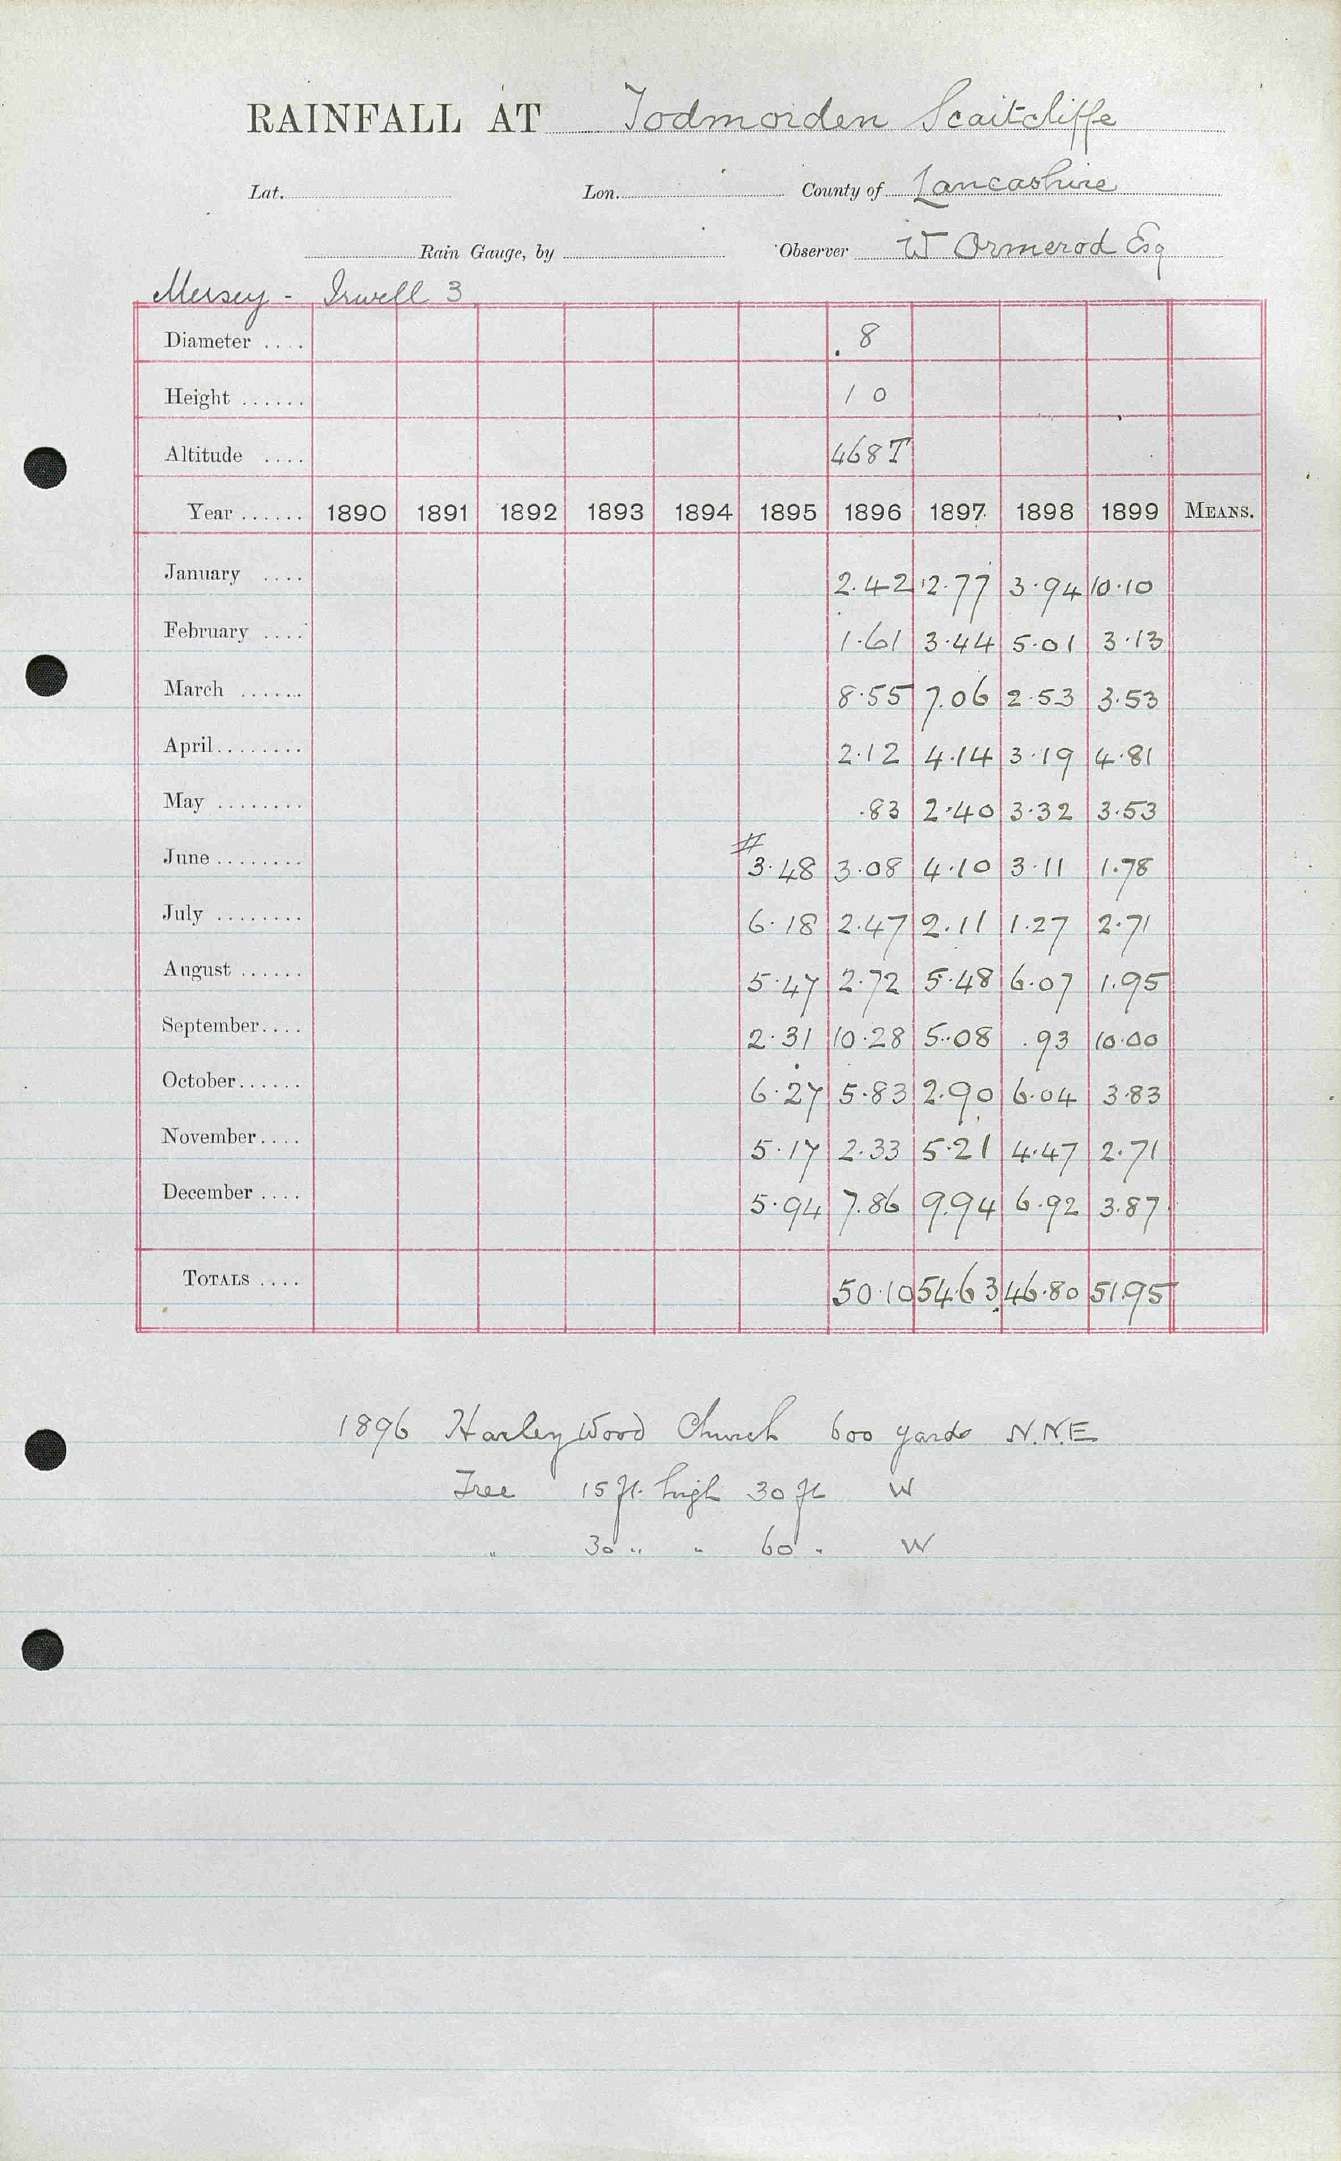 RAINFALL AT Todmorden Scaitcliffe
Lat. Lon. County of Lancashire
Rain Gauge, by Observer W Ormerod Esq
Mersey - Irwell 3
Diameter .... 8
Height ...... 1 0
Altitude .... 468 T
Year ...... 1890 1891 1892 1893 1894 1895 1896 1897 1898 1899 MEANS.
January .... 2.42 2.77 3.94 10.10
February .... 1.61 3.44 5.01 3.13
March ....... 8.55 7.06 2.53 3.53
April........ 2.12 4.14 3.19 4.81
May ........ .83 2.40 3.32 3.53
June ........ # 3.48 3.08 4.10 3.11 1.78
July ........ 6.18 2.47 2.11 1.27 2.71
August ...... 5.47 2.72 5.48 6.07 1.95
September.... 2.31 10.28 5.08 .93 10.00
October...... 6.27 5.83 2.90 6.04 3.83
November.... 5.17 2.33 5.21 4.47 2.71
December .... 5.94 7.86 9.94 6.92 3.87
TOTALS .... 50.10 54.63 46.80 51.95
1896 Harley Wood Church 600 yards N.N.E
Tree 15 ft. high 30 ft W
" 30 " " 60 " W